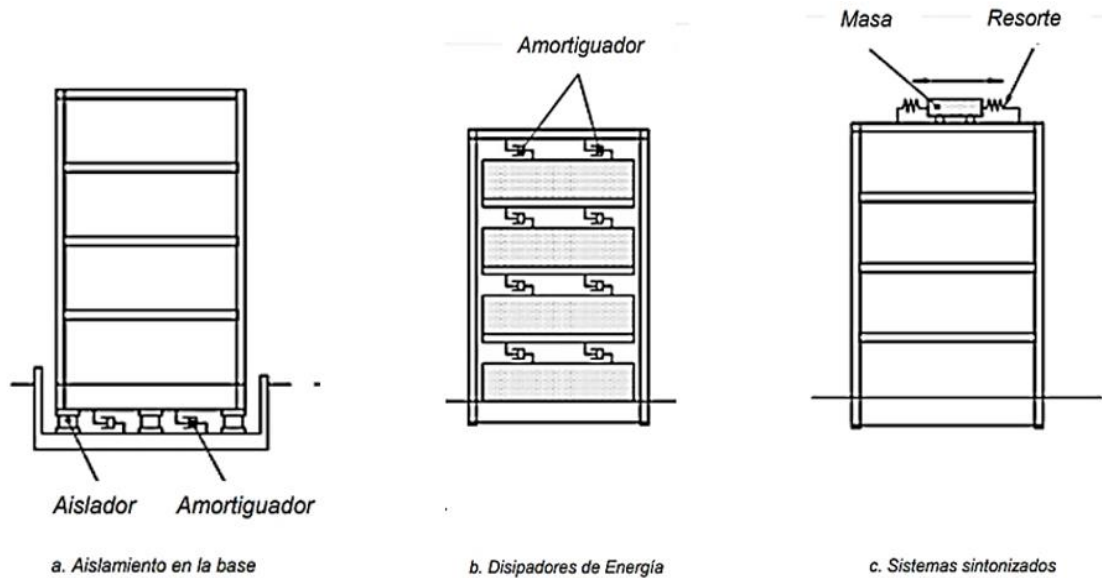 Masa Resorte
Amortiguador
Aislador Amortiguador
a. Aislamiento en la base
b. Disipadores de Energía
c. Sistemas sintonizados